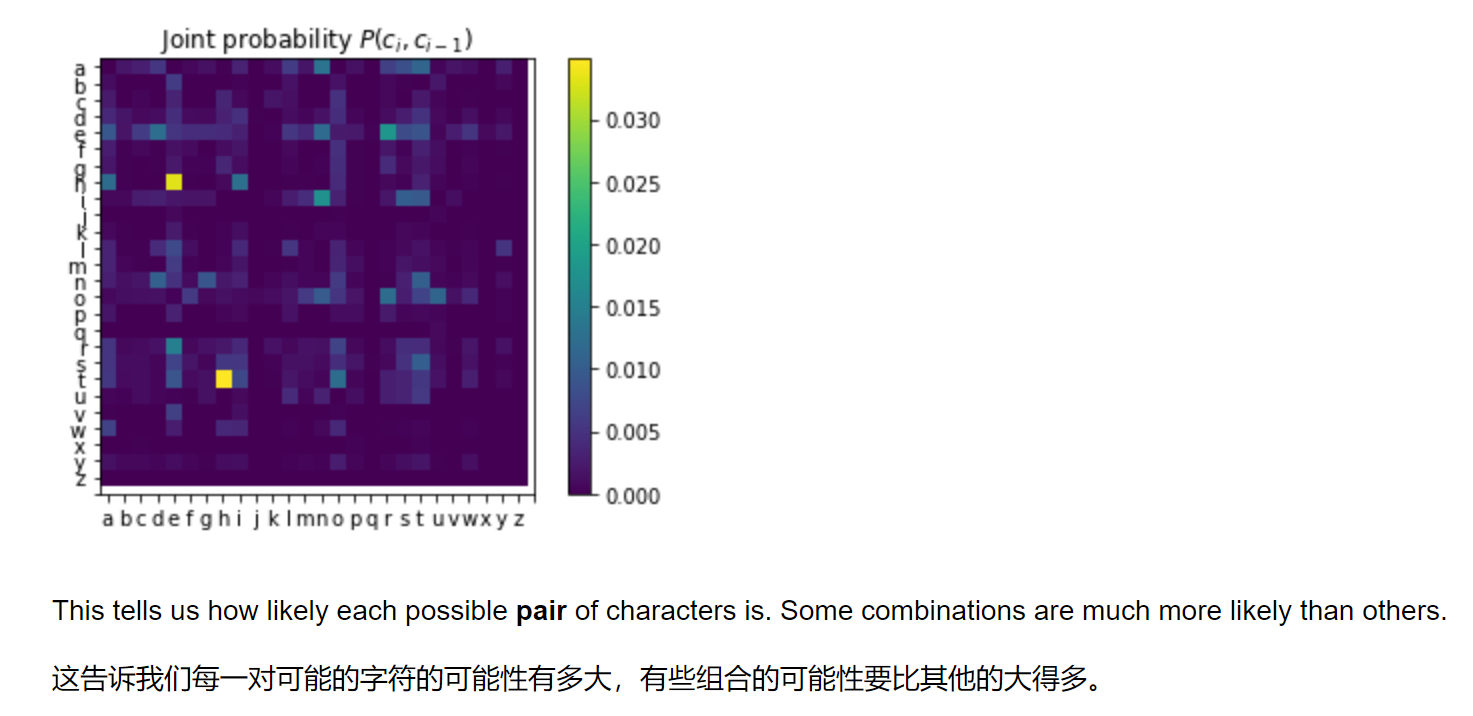 Joint probability P(c_i, c_{i-1})
a
b
c
d
e
f
g
h
i
j
k
l
m
n
o
p
q
r
s
t
u
v
w
x
y
z
0.030
0.025
0.020
0.015
0.010
0.005
0.000
a b c d e f g h i j k l m n o p q r s t u v w x y z
This tells us how likely each possible pair of characters is. Some combinations are much more likely than others.
这告诉我们每一对可能的字符的可能性有多大，有些组合的可能性要比其他的大得多。